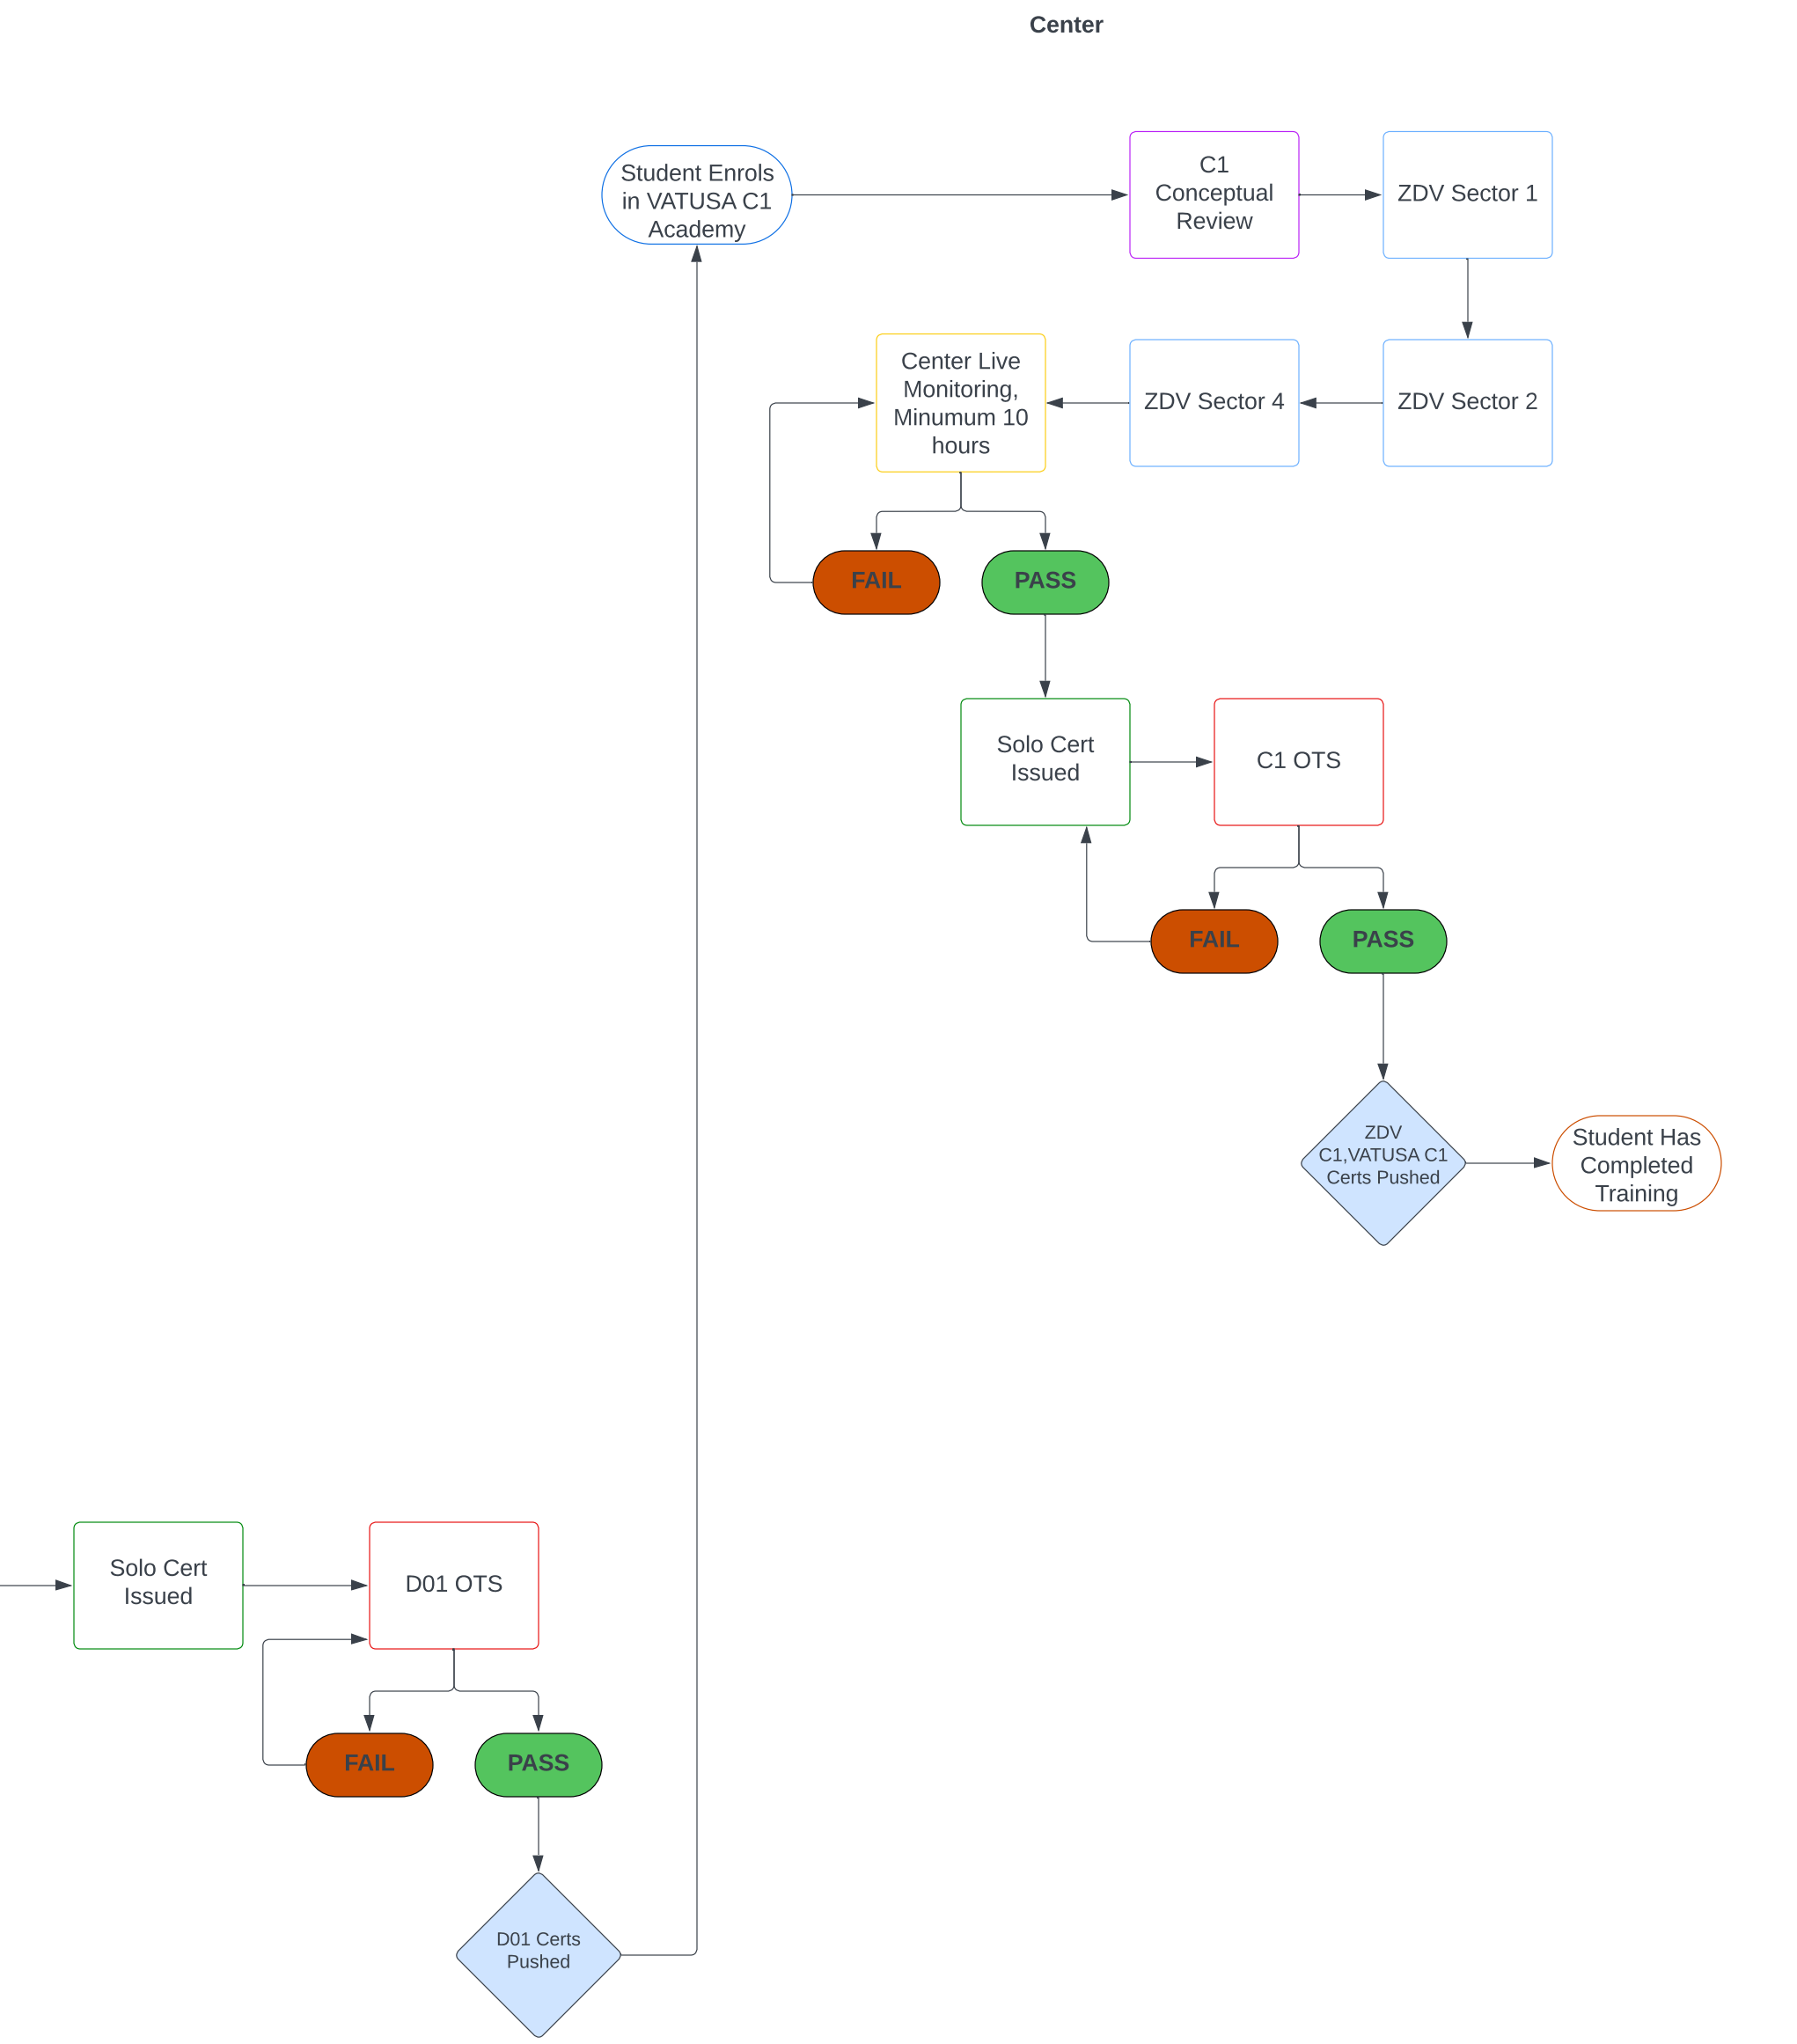 Center
Student Enrols
in VATUSA C1
Academy
C1
Conceptual
Review
ZDV Sector 1
Center Live
Monitoring,
Minumum 10
hours
ZDV Sector 4
ZDV Sector 2
FAIL
PASS
Solo Cert
Issued
C1 OTS
FAIL
PASS
ZDV
C1,VATUSA C1
Certs Pushed
Student Has
Completed
Training
Solo Cert
Issued
D01 OTS
FAIL
PASS
D01 Certs
Pushed